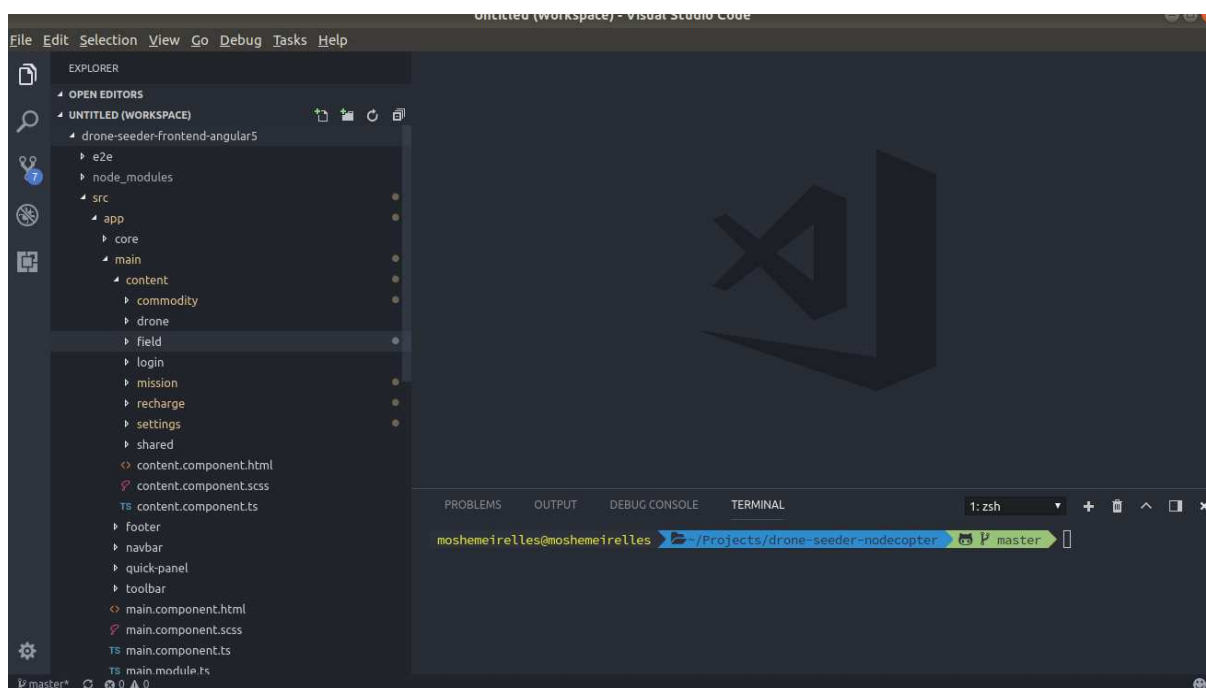 Untitled (Workspace) - Visual Studio Code
File Edit Selection View Go Debug Tasks Help
EXPLORER
OPEN EDITORS
UNTITLED (WORKSPACE)
drone-seeder-frontend-angular5
e2e
node_modules
7
src
app
core
main
content
commodity
drone
field
login
mission
recharge
settings
shared
content.component.html
content.component.scss
TS content.component.ts
footer
navbar
quick-panel
toolbar
main.component.html
main.component.scss
TS main.component.ts
TS main.module.ts
PROBLEMS OUTPUT DEBUG CONSOLE TERMINAL 1: zsh
moshemeirelles@moshemeirelles ~/Projects/drone-seeder-nodecopter master
master* 0 0